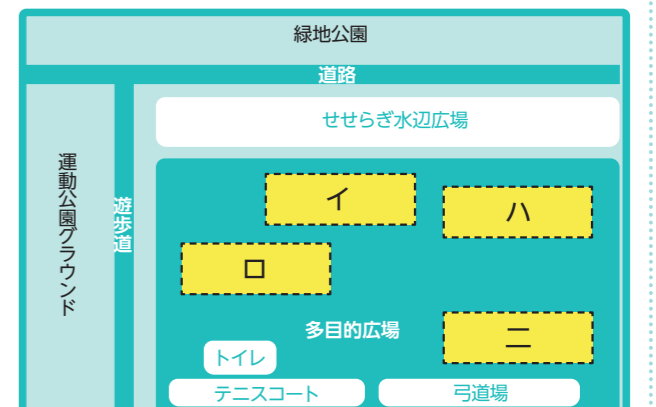 緑地公園
道路
せせらぎ水辺広場
運動公園グラウンド
遊歩道
イ
ハ
ロ
多目的広場
ニ
トイレ
テニスコート
弓道場